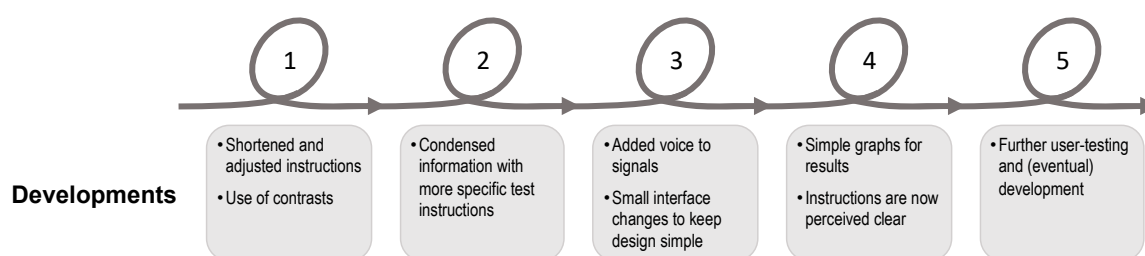 1
2
3
4
5
Developments
• Shortened and
adjusted instructions
• Use of contrasts
• Condensed
information with
more specific test
instructions
• Added voice to
signals
• Small interface
changes to keep
design simple
• Simple graphs for
results
• Instructions are now
perceived clear
• Further user-testing
and (eventual)
development